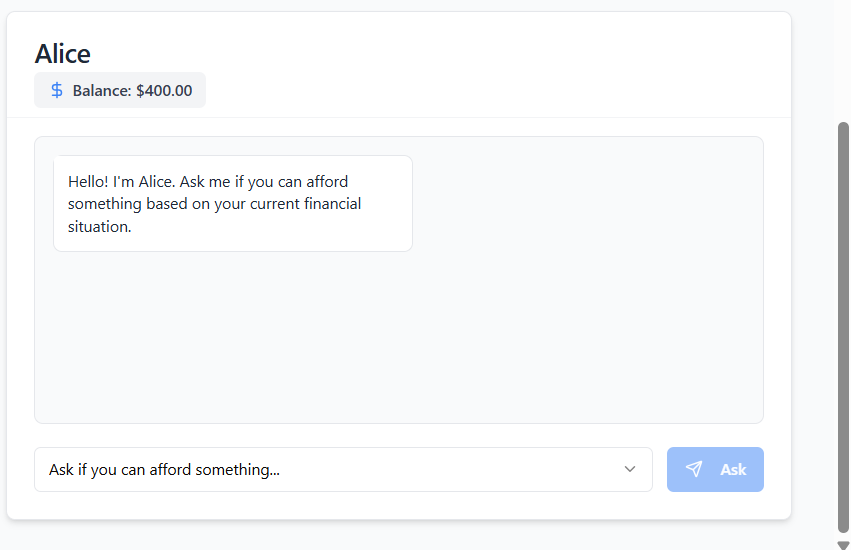 Alice
$ Balance: $400.00
Hello! I'm Alice. Ask me if you can afford
something based on your current financial
situation.
Ask if you can afford something...
Ask